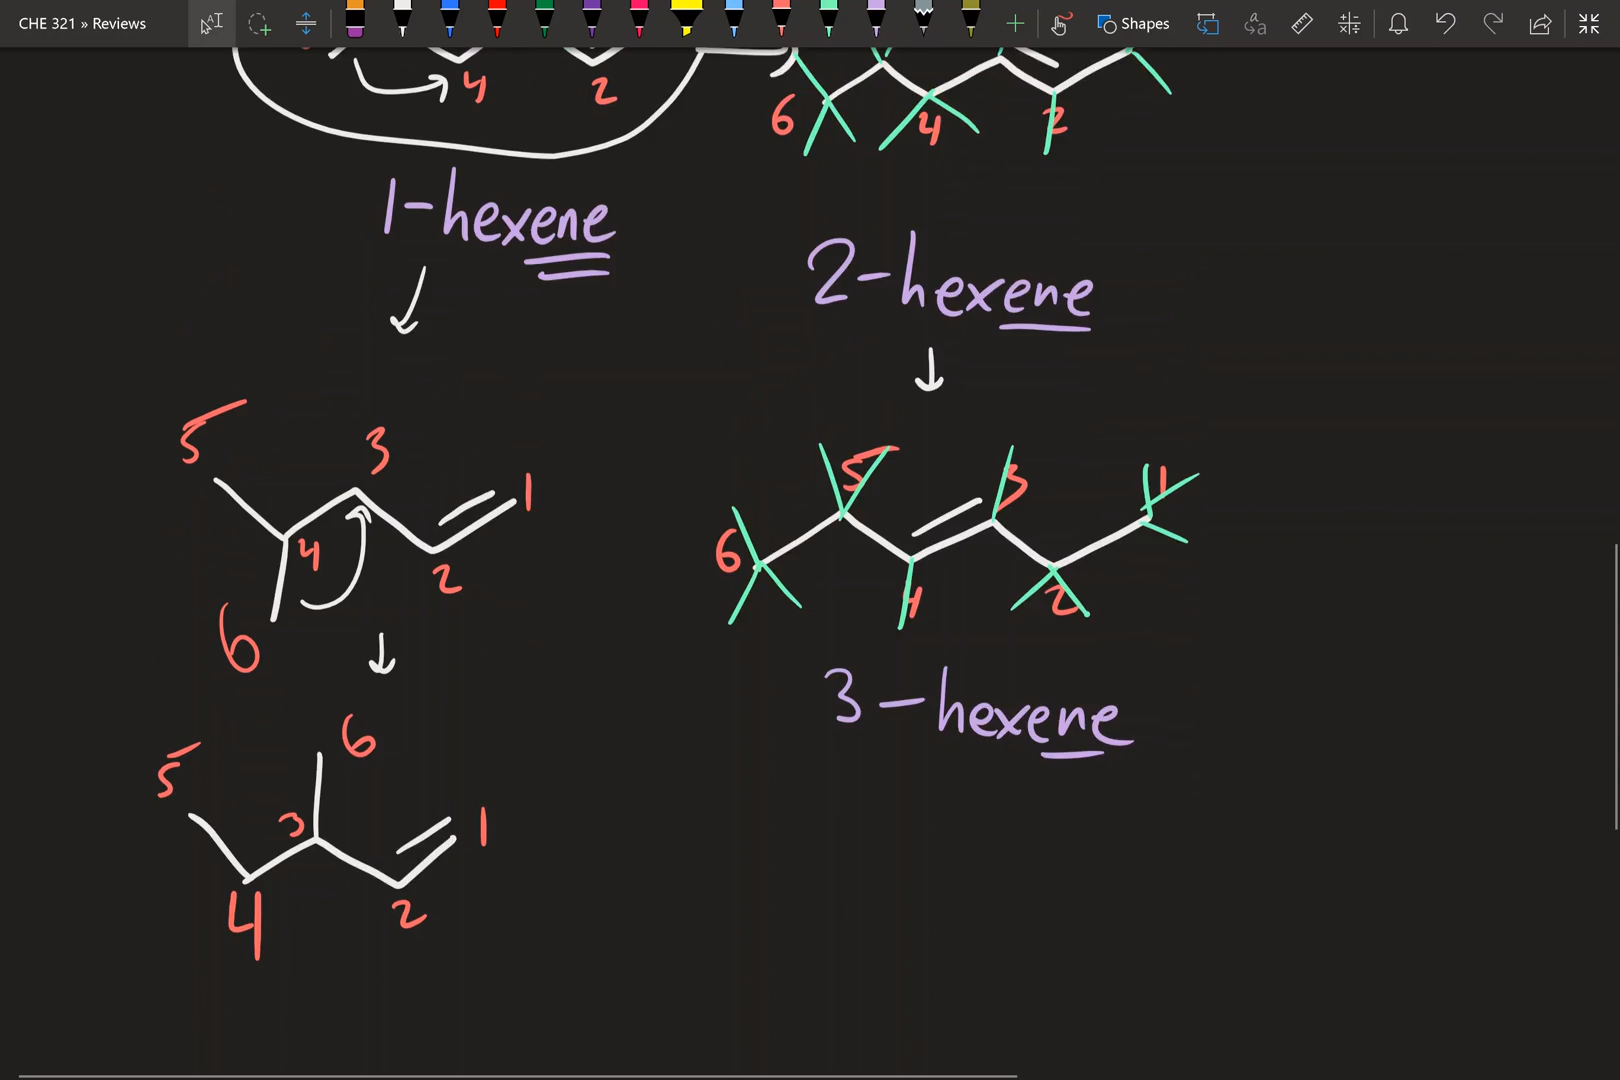 CHE 321 » Reviews
Shapes
4 2
6 4 2
1-hexene
2-hexene
5 3 1
4 2
6
5 3 1
6 4 2
3-hexene
6
5
3 1
4 2